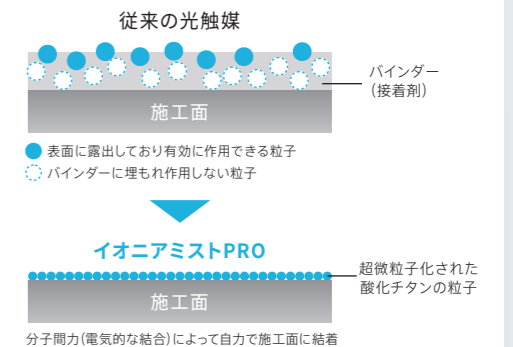 従来の光触媒
バインダー
（接着剤）
施工面
表面に露出しており有効に作用できる粒子
バインダーに埋もれ作用しない粒子
イオニアミストPRO
超微粒子化された
酸化チタンの粒子
施工面
分子間力(電気的な結合)によって自力で施工面に結着